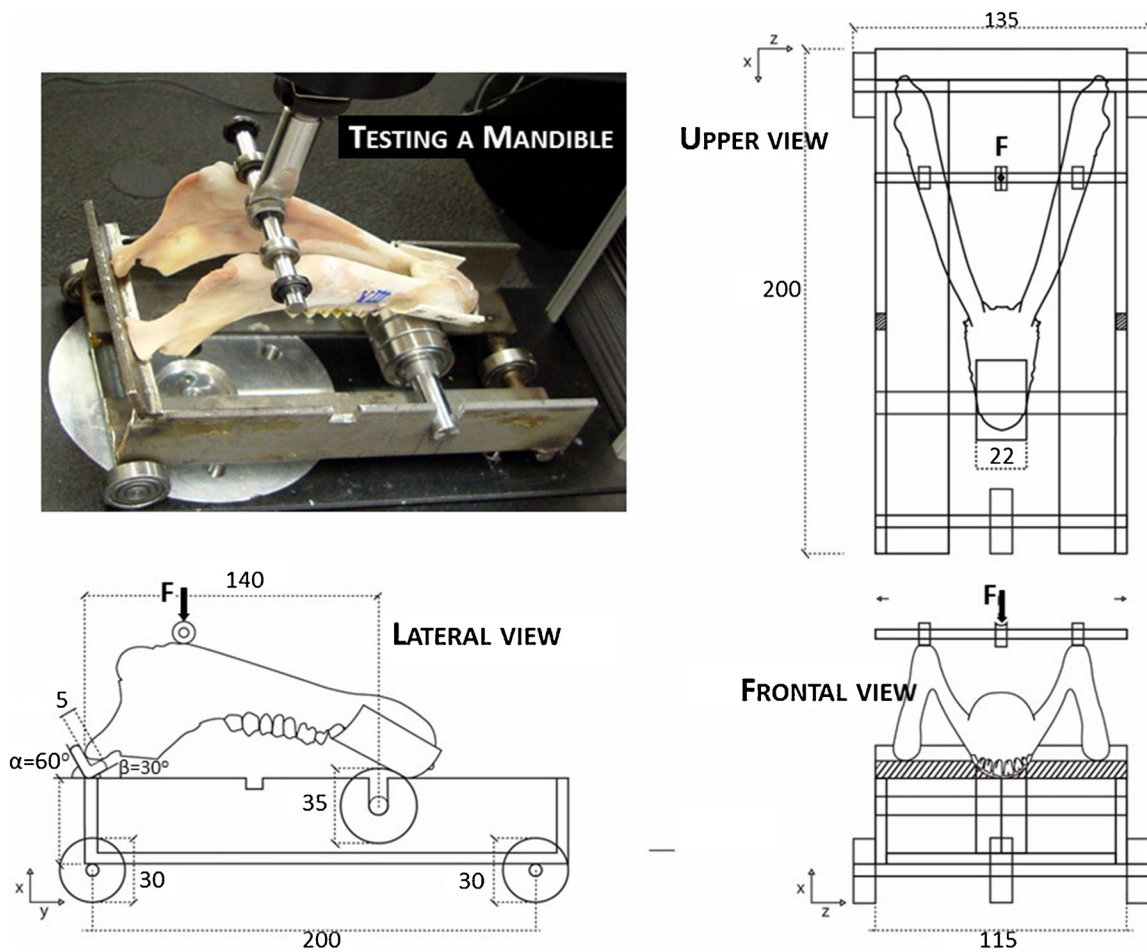 135
z
x
TESTING A MANDIBLE
UPPER VIEW
F
200
22
140
F
LATERAL VIEW
5
α=60°
β=30°
35
30
30
x
y
200
F
FRONTAL VIEW
x
z
115